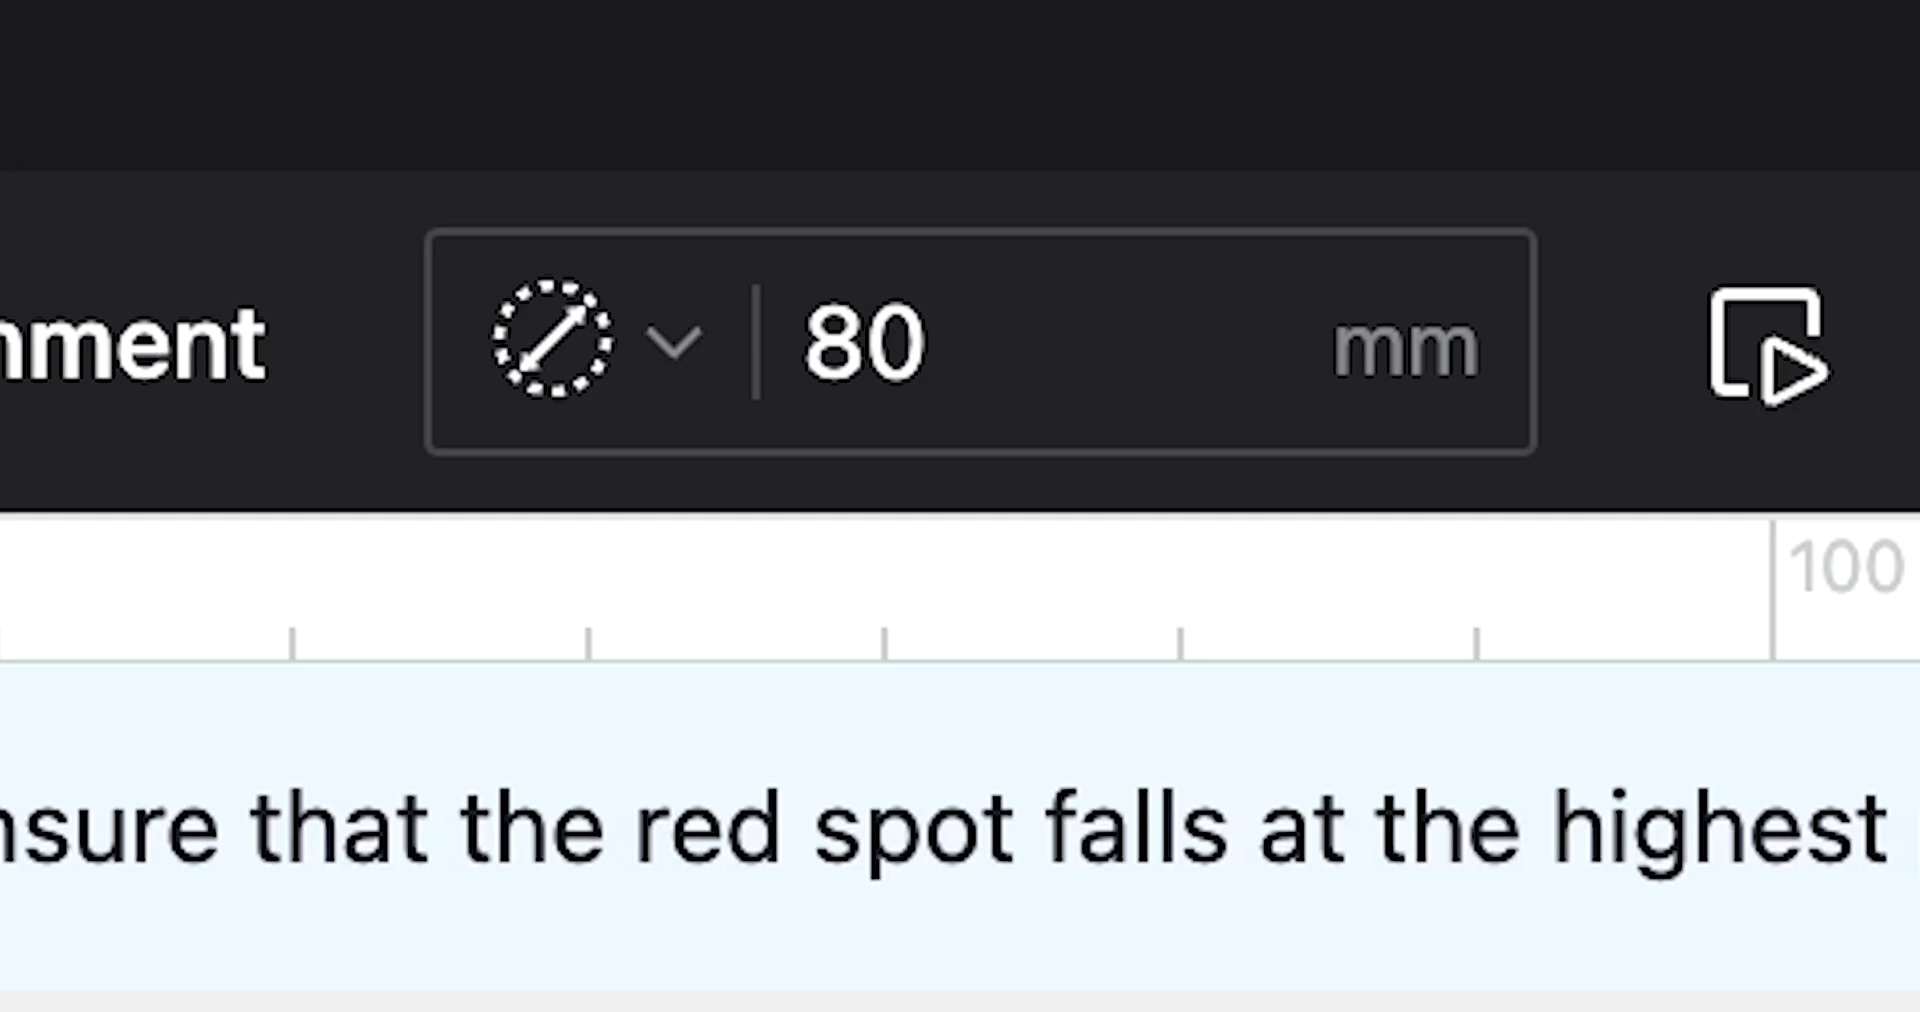 nment 80 mm
100
nsure that the red spot falls at the highest